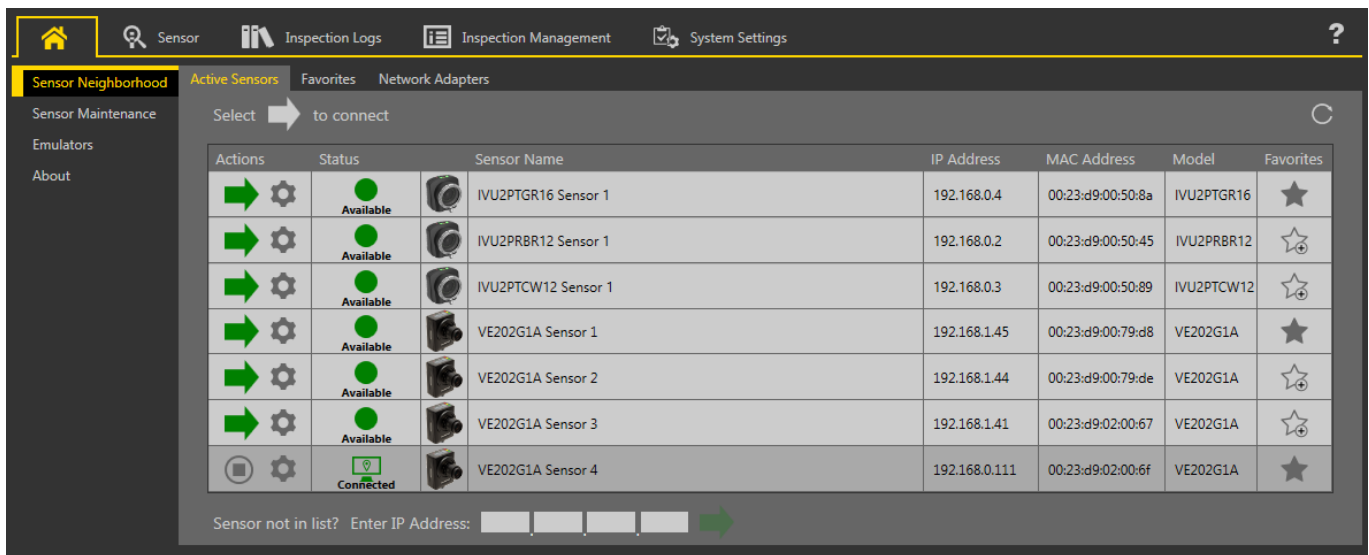 Sensor Inspection Logs Inspection Management System Settings ?
Sensor Neighborhood Active Sensors Favorites Network Adapters
Sensor Maintenance Select to connect
Emulators
About
Actions Status Sensor Name IP Address MAC Address Model Favorites
Available IVU2PTGR16 Sensor 1 192.168.0.4 00:23:d9:00:50:8a IVU2PTGR16
Available IVU2PRBR12 Sensor 1 192.168.0.2 00:23:d9:00:50:45 IVU2PRBR12
Available IVU2PTCW12 Sensor 1 192.168.0.3 00:23:d9:00:50:89 IVU2PTCW12
Available VE202G1A Sensor 1 192.168.1.45 00:23:d9:00:79:d8 VE202G1A
Available VE202G1A Sensor 2 192.168.1.44 00:23:d9:00:79:de VE202G1A
Available VE202G1A Sensor 3 192.168.1.41 00:23:d9:02:00:67 VE202G1A
Connected VE202G1A Sensor 4 192.168.0.111 00:23:d9:02:00:6f VE202G1A
Sensor not in list? Enter IP Address: . . .